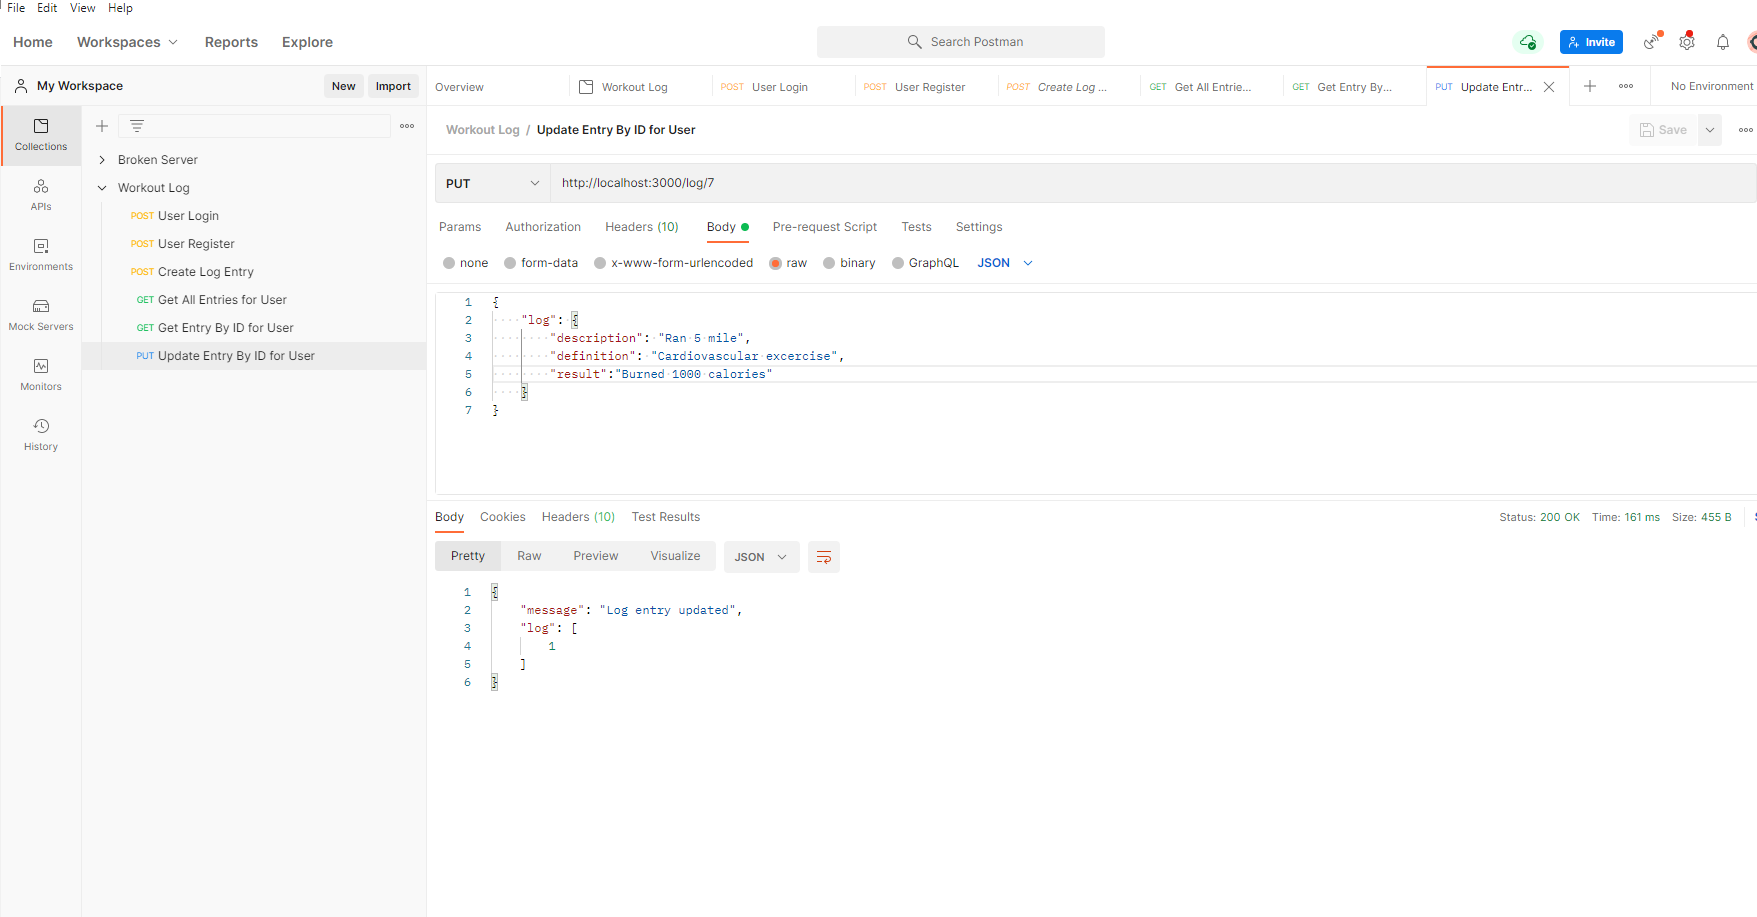 File Edit View Help
Home Workspaces Reports Explore Search Postman Invite
My Workspace New Import Overview Workout Log POST User Login POST User Register POST Create Log ... GET Get All Entrie... GET Get Entry By... PUT Update Entr... No Environment
Collections
APIs
Environments
Mock Servers
Monitors
History
Broken Server
Workout Log
POST User Login
POST User Register
POST Create Log Entry
GET Get All Entries for User
GET Get Entry By ID for User
PUT Update Entry By ID for User
Workout Log / Update Entry By ID for User Save
PUT http://localhost:3000/log/7
Params Authorization Headers (10) Body Pre-request Script Tests Settings
none form-data x-www-form-urlencoded raw binary GraphQL JSON
1 {
2 "log": {
3 "description": "Ran 5 mile",
4 "definition": "Cardiovascular excercise",
5 "result":"Burned 1000 calories"
6 }
7 }
Body Cookies Headers (10) Test Results Status: 200 OK Time: 161 ms Size: 455 B
Pretty Raw Preview Visualize JSON
1 {
2 "message": "Log entry updated",
3 "log": [
4 1
5 ]
6 }